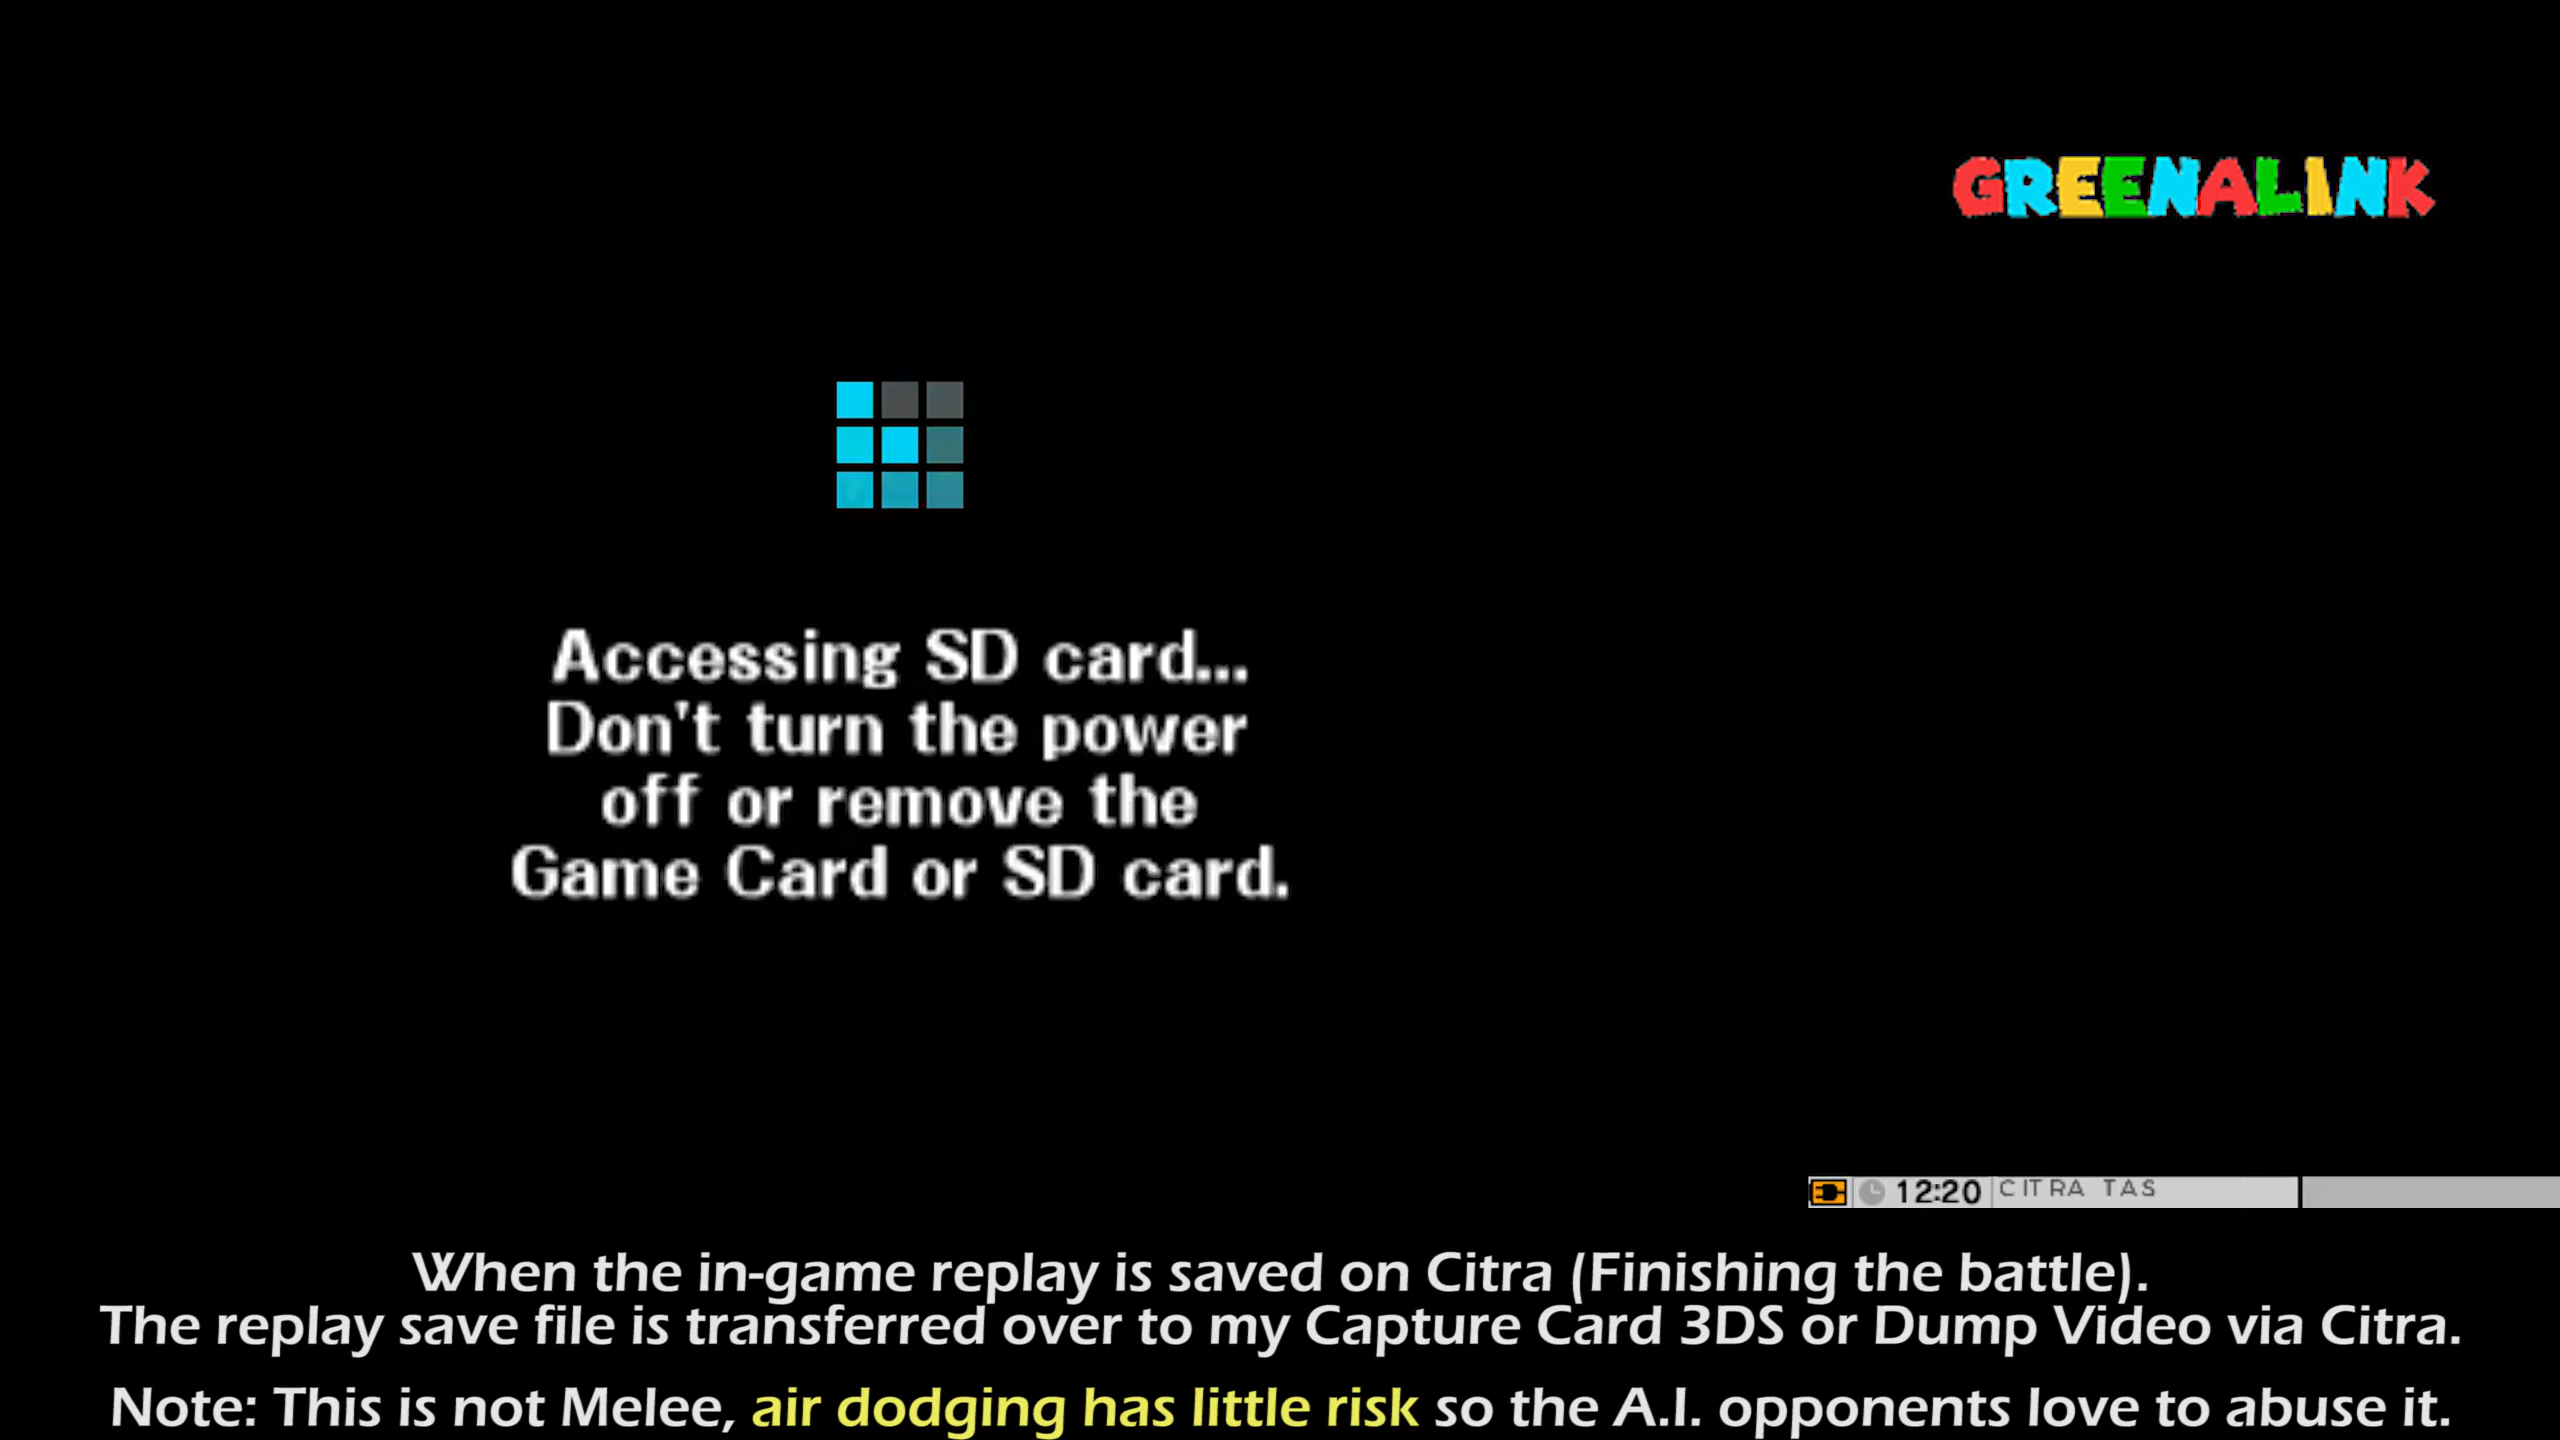 GREENALINK
Accessing SD card...
Don't turn the power
off or remove the
Game Card or SD card.
12:20 CITRA TAS
When the in-game replay is saved on Citra (Finishing the battle).
The replay save file is transferred over to my Capture Card 3DS or Dump Video via Citra.
Note: This is not Melee, air dodging has little risk so the A.I. opponents love to abuse it.